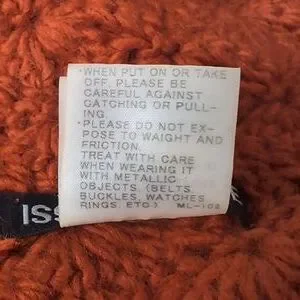 ・WHEN PUT ON OR TAKE
OFF. PLEASE BE
CAREFUL AGAINST
CATCHING OR PULL-
ING.
・PLEASE DO NOT EX-
POSE TO WAIGHT AND
FRICTION.
TREAT WITH CARE
WHEN WEARING IT
WITH METALLIC
OBJECTS. (BELTS,
BUCKLES, WATCHES
RINGS, ETC.) ML-102
ISS